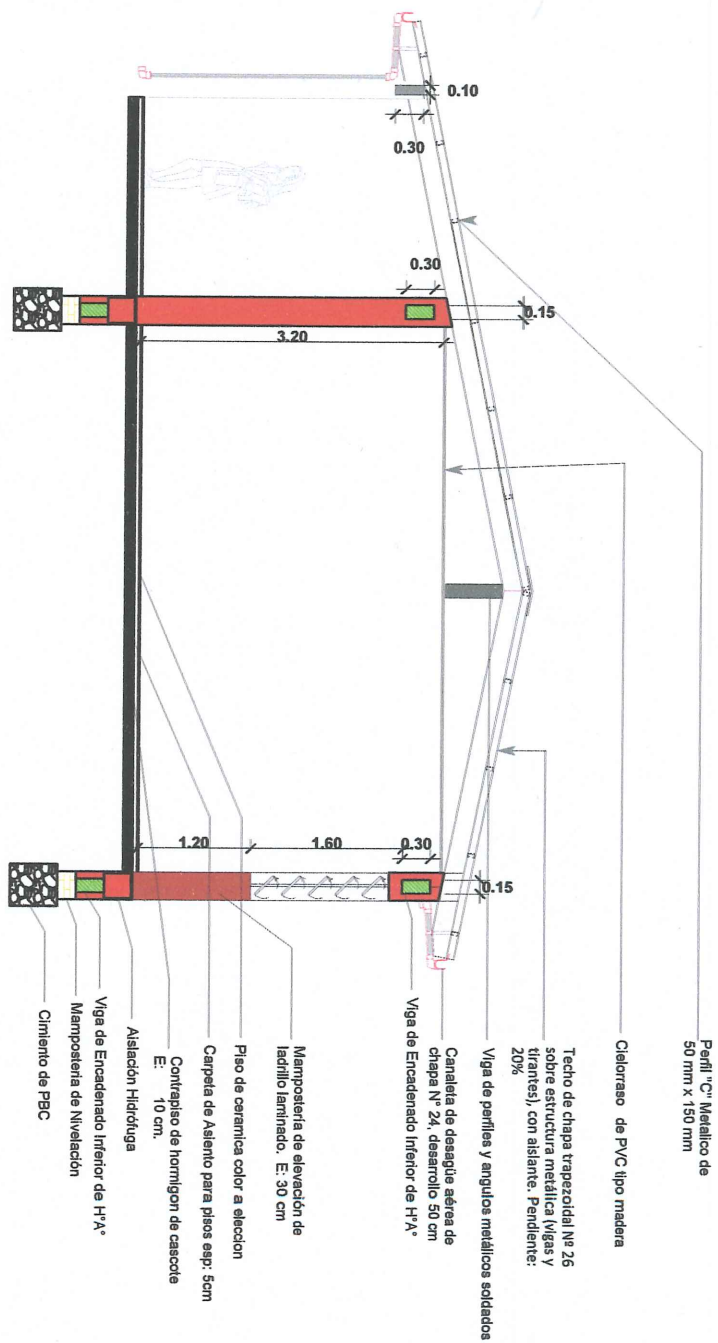 Perfil "C" Metalico de
50 mm x 150 mm
Cielorraso de PVC tipo madera
Techo de chapa trapezoidal Nº 26
sobre estructura metálica (vigas y
tirantes), con aislante. Pendiente:
20%
Viga de perfiles y angulos metálicos soldados
Canaleta de desagüe aérea de
chapa N° 24, desarrollo 50 cm
Viga de Encadenado Inferior de H°A°
Mampostería de elevación de
ladrillo laminado. E: 30 cm
Piso de ceramica color a eleccion
Carpeta de Asiento para pisos esp: 5cm
Contrapiso de hormigon de cascote
E: 10 cm.
Aislación Hidrófuga
Viga de Encadenado Inferior de H°A°
Mampostería de Nivelación
Cimiento de PBC
0.10
0.30
0.30
0.15
3.20
1.20
1.60
0.30
0.15